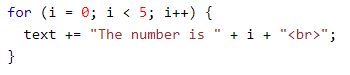 for (i = 0; i < 5; i++) {
  text += "The number is " + i + "<br>";
}